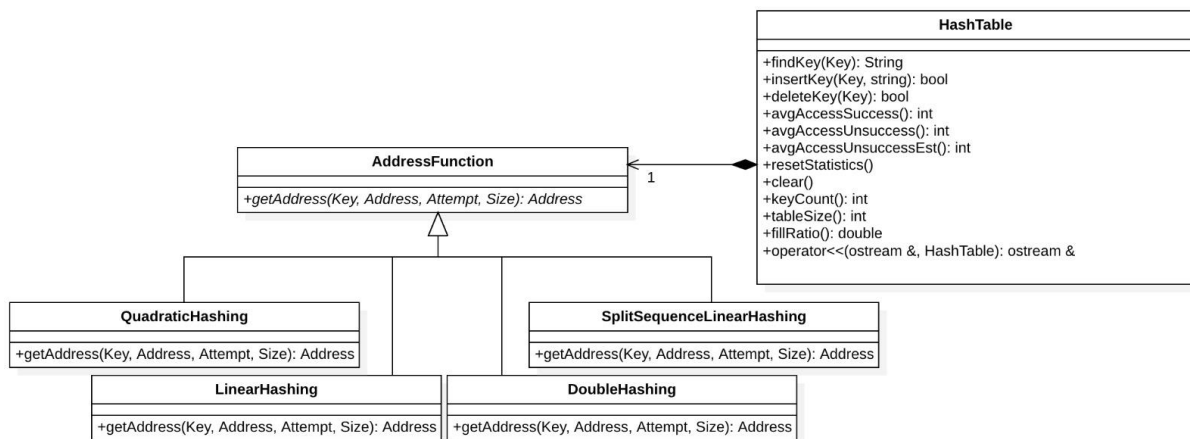 HashTable
+findKey(Key): String
+insertKey(Key, string): bool
+deleteKey(Key): bool
+avgAccessSuccess(): int
+avgAccessUnsuccess(): int
+avgAccessUnsuccessEst(): int
+resetStatistics()
+clear()
+keyCount(): int
+tableSize(): int
+fillRatio(): double
+operator<<(ostream &, HashTable): ostream &
1
AddressFunction
+getAddress(Key, Address, Attempt, Size): Address
QuadraticHashing
+getAddress(Key, Address, Attempt, Size): Address
SplitSequenceLinearHashing
+getAddress(Key, Address, Attempt, Size): Address
LinearHashing
+getAddress(Key, Address, Attempt, Size): Address
DoubleHashing
+getAddress(Key, Address, Attempt, Size): Address